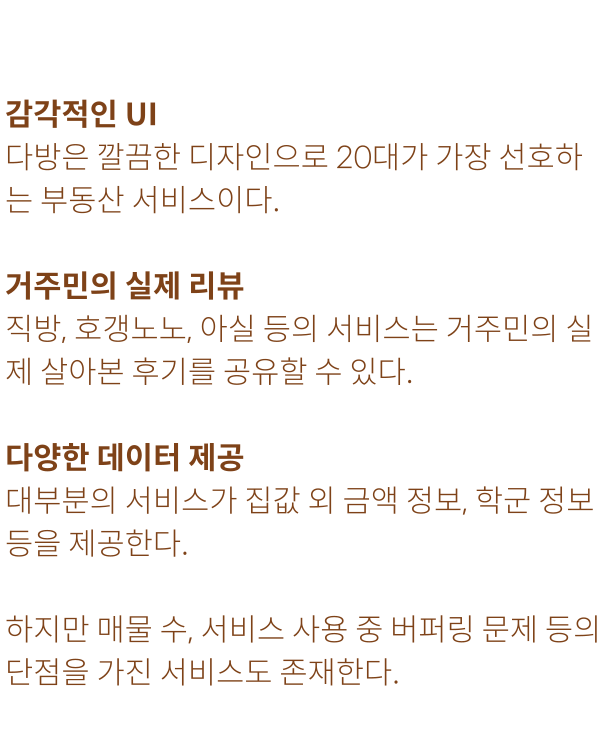 감각적인 UI
다방은 깔끔한 디자인으로 20대가 가장 선호하
는 부동산 서비스이다.
거주민의 실제 리뷰
직방, 호갱노노, 아실 등의 서비스는 거주민의 실
제 살아본 후기를 공유할 수 있다.
다양한 데이터 제공
대부분의 서비스가 집값 외 금액 정보, 학군 정보
등을 제공한다.
하지만 매물 수, 서비스 사용 중 버퍼링 문제 등의
단점을 가진 서비스도 존재한다.